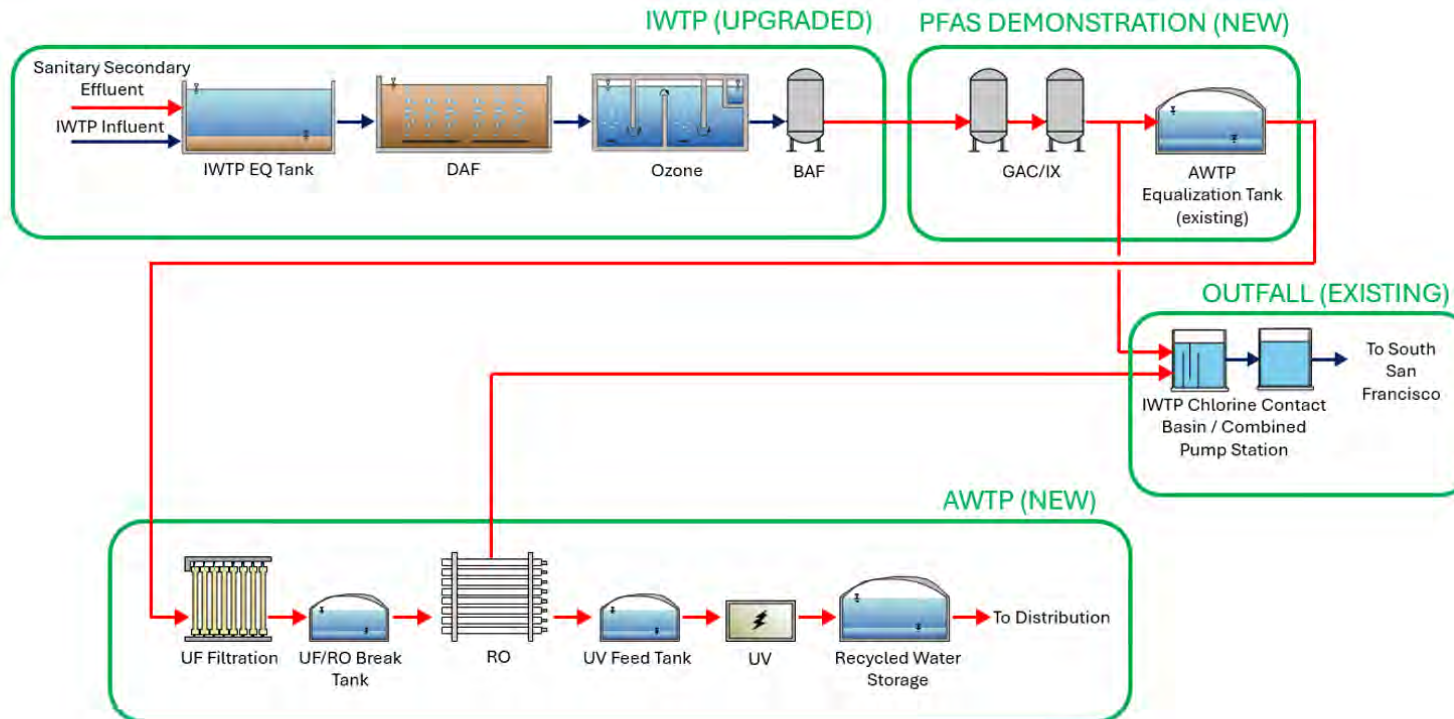 IWTP (UPGRADED)
PFAS DEMONSTRATION (NEW)
Sanitary Secondary
Effluent
IWTP Influent
IWTP EQ Tank
DAF
Ozone
BAF
GAC/IX
AWTP
Equalization Tank
(existing)
OUTFALL (EXISTING)
To South
San
Francisco
IWTP Chlorine Contact
Basin / Combined
Pump Station
AWTP (NEW)
UF Filtration
UF/RO Break
Tank
RO
UV Feed Tank
UV
Recycled Water
Storage
To Distribution